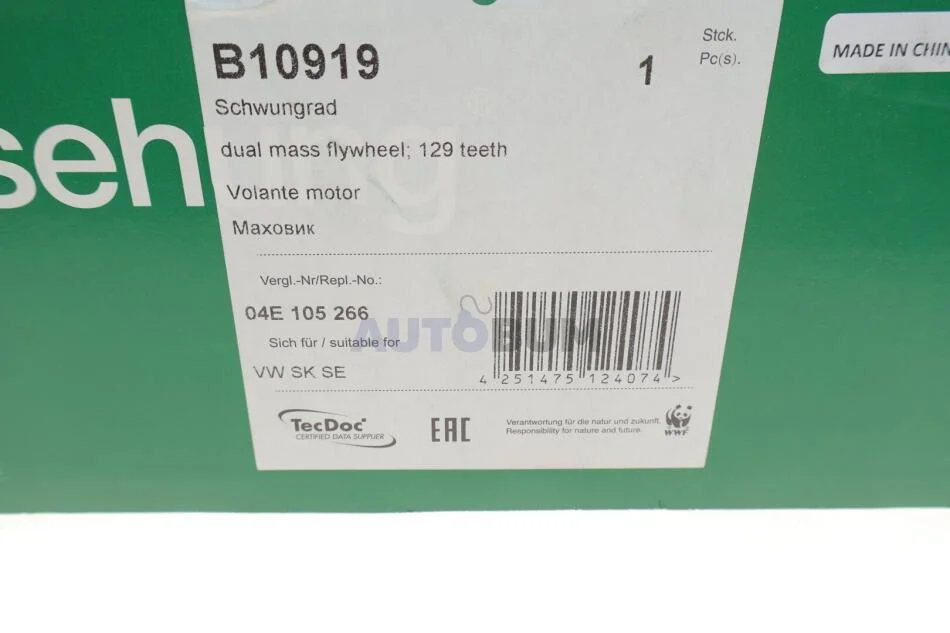 B10919
1
Stck.
Pc(s).
MADE IN
Schwungrad
dual mass flywheel; 129 teeth
Volante motor
Маховик
Vergl.-Nr/Repl.-No.:
04E 105 266
Sich für / suitable for
VW SK SE
4 251475 124074 >
AUTOBUM
TecDoc
CERTIFIED DATA SUPPLIER
EAC
Verantwortung für die natur und zukunft.
Responsibility for nature and future.
WWF